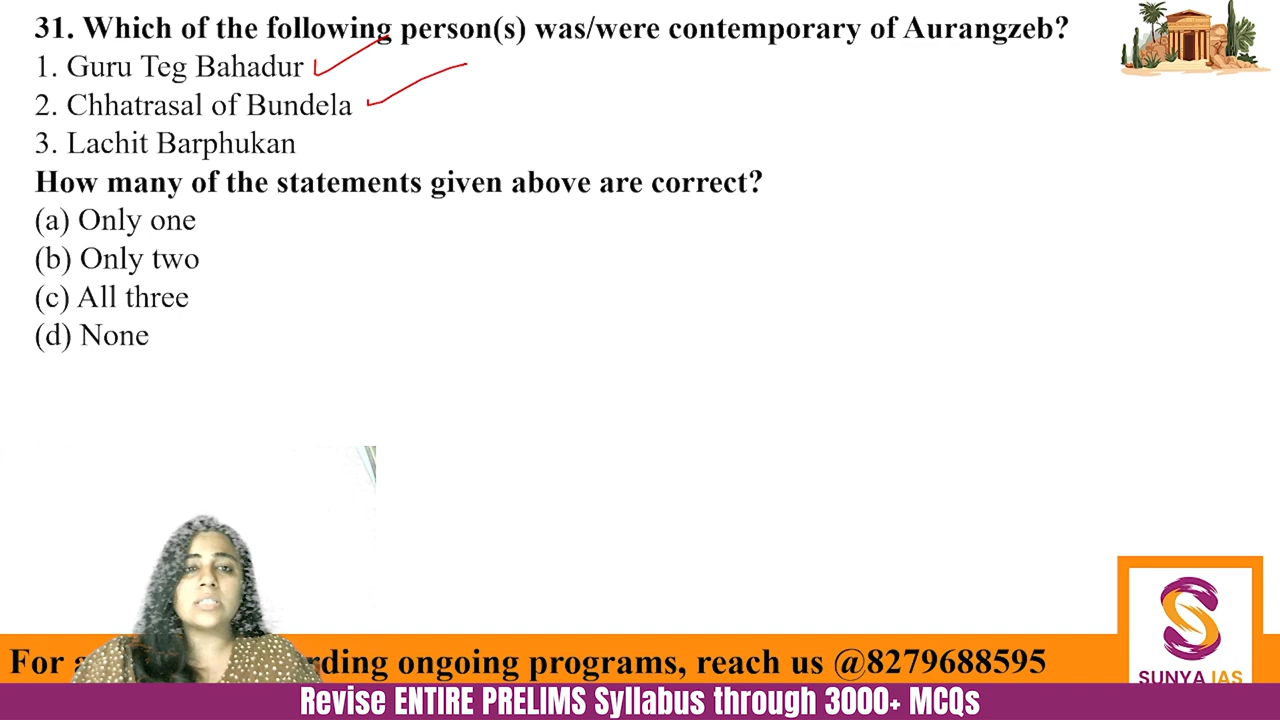 31. Which of the following person(s) was/were contemporary of Aurangzeb?
1. Guru Teg Bahadur
2. Chhatrasal of Bundela
3. Lachit Barphukan
How many of the statements given above are correct?
(a) Only one
(b) Only two
(c) All three
(d) None
For rding ongoing programs, reach us @8279688595
SUNYA IAS
Revise ENTIRE PRELIMS Syllabus through 3000+ MCQs